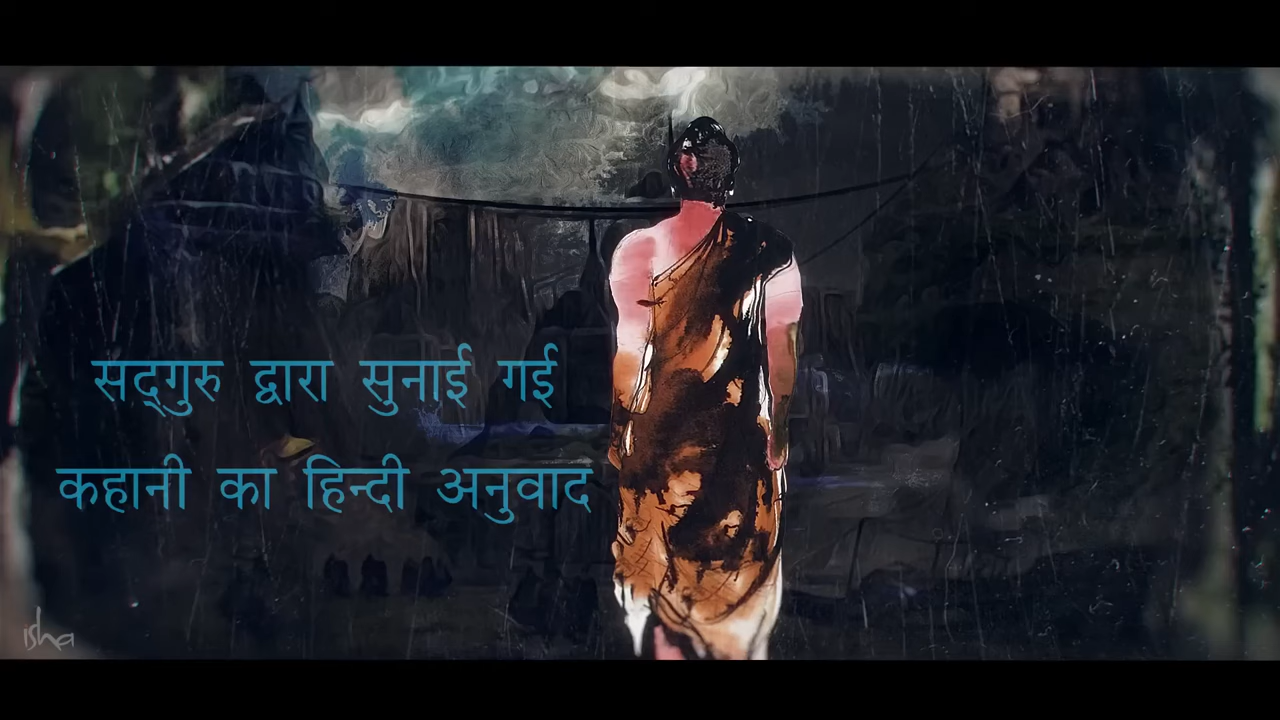 सद्गुरु द्वारा सुनाई गई
कहानी का हिन्दी अनुवाद
isha